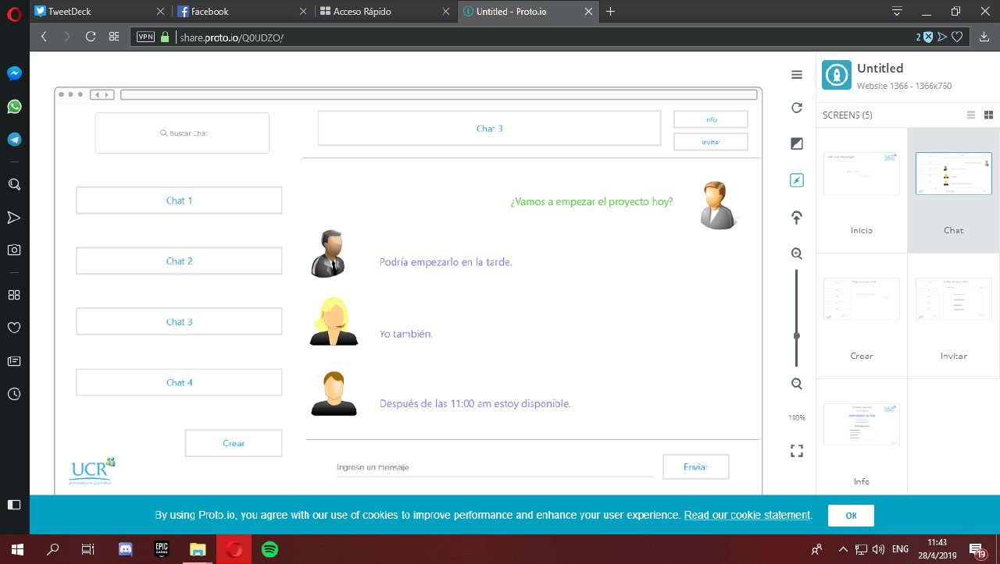 TweetDeck
Facebook
Acceso Rápido
Untitled - Proto.io
VPN
share.proto.io/Q0UDZO/
2
Buscar Chat
Chat 3
Info
Invitar
Chat 1
Chat 2
Chat 3
Chat 4
Crear
¿Vamos a empezar el proyecto hoy?
Podría empezarlo en la tarde.
Yo también.
Después de las 11:00 am estoy disponible.
UCR
UNIVERSIDAD DE COSTA RICA
Ingrese un mensaje
Enviar
100%
Untitled
Website 1366 - 1366x760
SCREENS (5)
Inicio
Chat
Crear
Invitar
Info
By using Proto.io, you agree with our use of cookies to improve performance and enhance your user experience. Read our cookie statement.
OK
EPIC
GAMES
ENG
11:43
28/4/2019
19